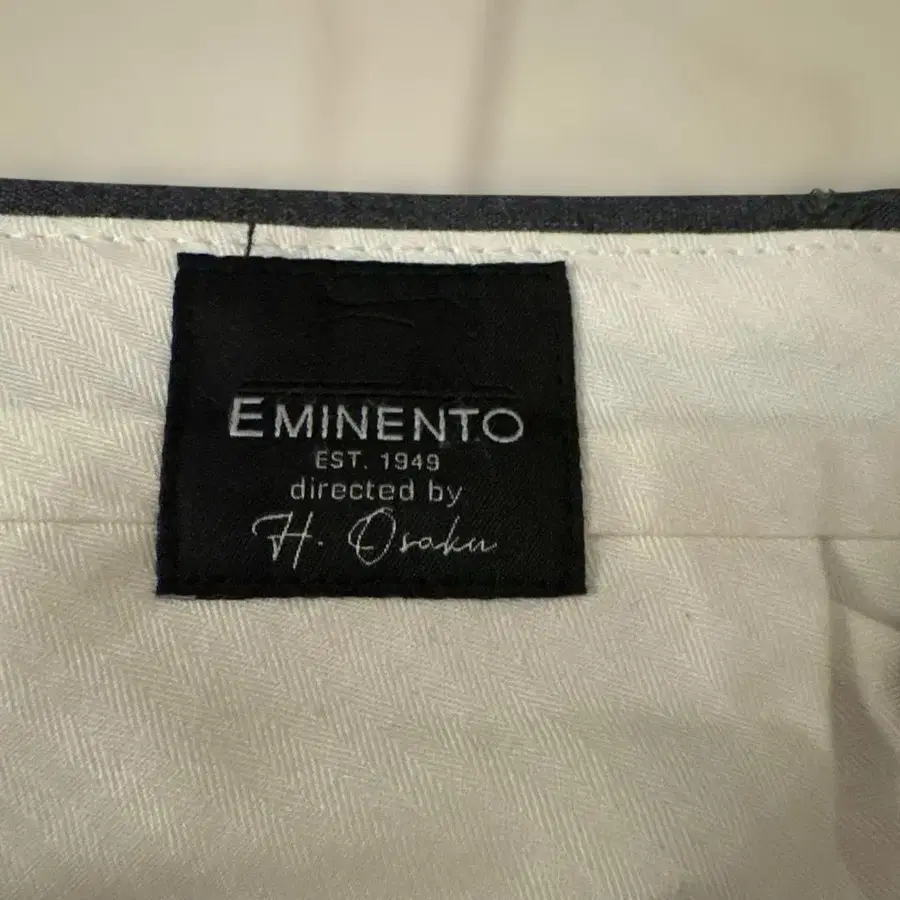 EMINENTO
EST. 1949
directed by
H. Osaku